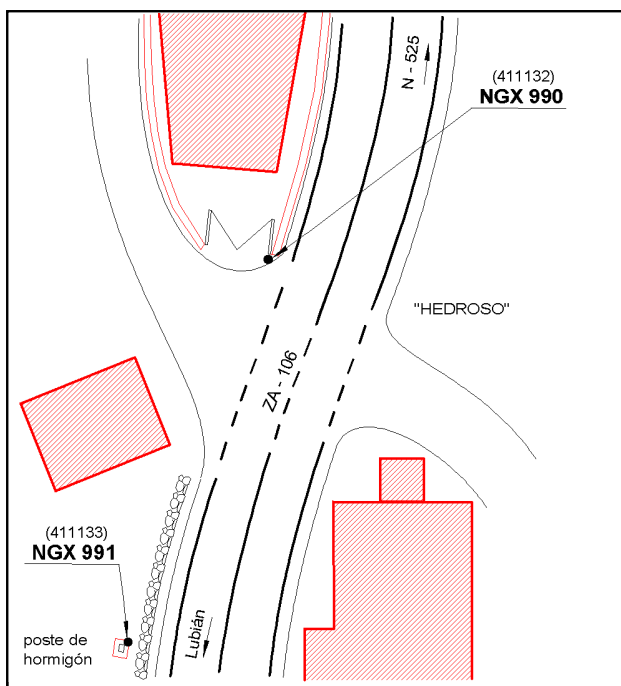 N - 525
(411132)
NGX 990
"HEDROSO"
ZA - 106
(411133)
NGX 991
poste de
hormigón
Lubián